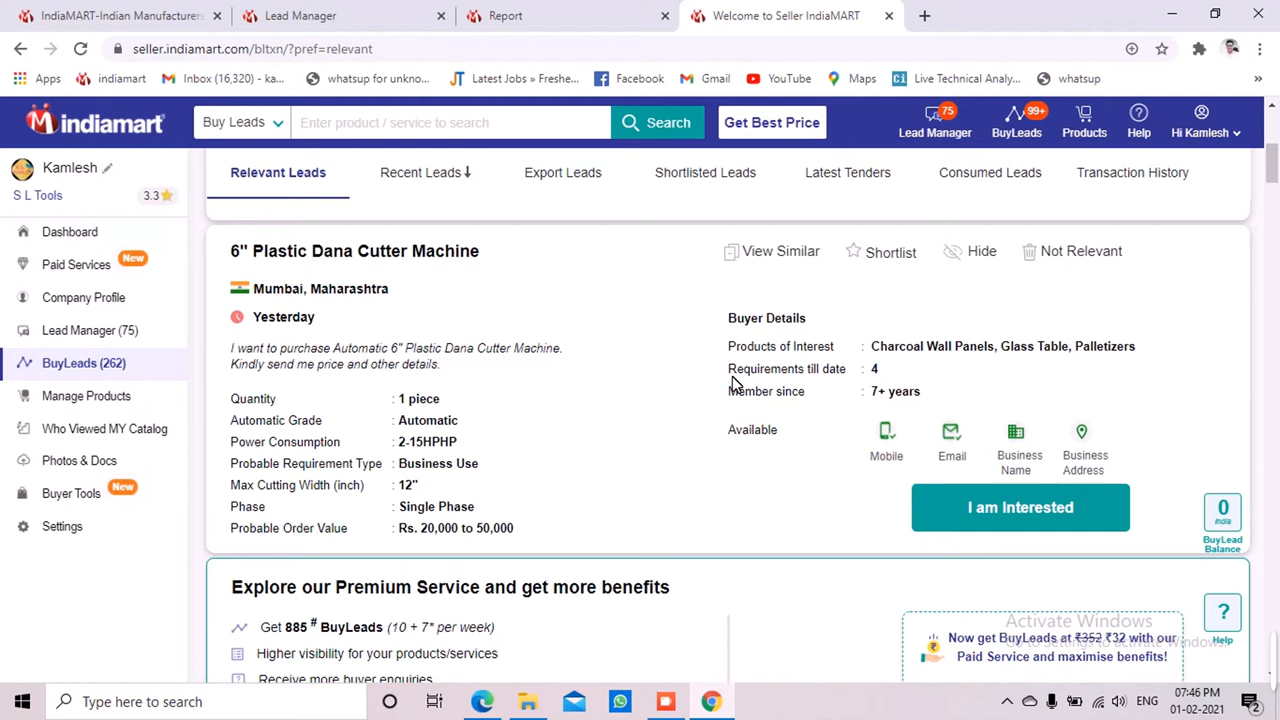 IndiaMART-Indian Manufacturers
Lead Manager
Report
Welcome to Seller IndiaMART
seller.indiamart.com/bltxn/?pref=relevant
Apps
indiamart
Inbox (16,320) - ka...
whatsup for unkno...
Latest Jobs » Freshe...
Facebook
Gmail
YouTube
Maps
Live Technical Analy...
whatsup
indiamart
Buy Leads
Enter product / service to search
Search
Get Best Price
75
Lead Manager
99+
BuyLeads
Products
Help
Hi Kamlesh
Kamlesh
S L Tools
3.3
Dashboard
Paid Services New
Company Profile
Lead Manager (75)
BuyLeads (262)
Manage Products
Who Viewed MY Catalog
Photos & Docs
Buyer Tools New
Settings
Relevant Leads
Recent Leads
Export Leads
Shortlisted Leads
Latest Tenders
Consumed Leads
Transaction History
6" Plastic Dana Cutter Machine
View Similar
Shortlist
Hide
Not Relevant
Mumbai, Maharashtra
Yesterday
I want to purchase Automatic 6" Plastic Dana Cutter Machine.
Kindly send me price and other details.
Quantity : 1 piece
Automatic Grade : Automatic
Power Consumption : 2-15HPHP
Probable Requirement Type : Business Use
Max Cutting Width (inch) : 12"
Phase : Single Phase
Probable Order Value : Rs. 20,000 to 50,000
Buyer Details
Products of Interest : Charcoal Wall Panels, Glass Table, Palletizers
Requirements till date : 4
Member since : 7+ years
Available
Mobile
Email
Business
Name
Business
Address
I am Interested
0
India
BuyLead
Balance
Explore our Premium Service and get more benefits
Get 885 # BuyLeads (10 + 7* per week)
Higher visibility for your products/services
Receive more buyer enquiries
Now get BuyLeads at ₹352 ₹32 with our
Paid Service and maximise benefits!
?
Help
Activate Windows
Go to Settings to activate Windows.
Type here to search
ENG
07:46 PM
01-02-2021
2